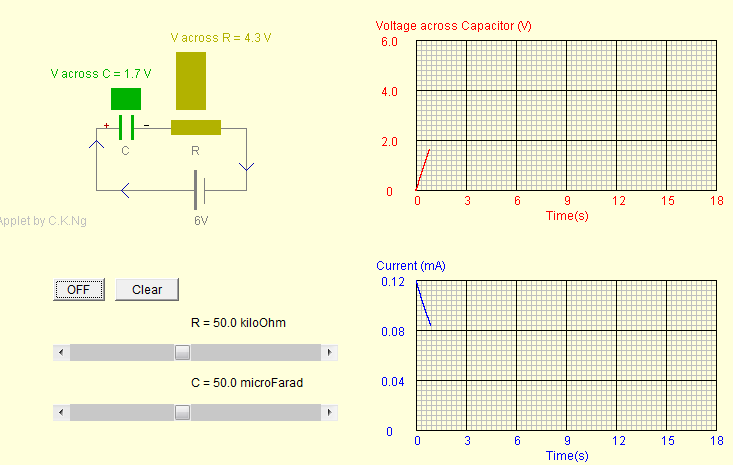 Voltage across Capacitor (V)
V across R = 4.3 V
6.0
V across C = 1.7 V
4.0
+
−
2.0
C
R
0
0
3
6
9
12
15
18
Time(s)
Applet by C.K.Ng
6V
Current (mA)
0.12
OFF
Clear
R = 50.0 kiloOhm
0.08
C = 50.0 microFarad
0.04
0
0
3
6
9
12
15
18
Time(s)